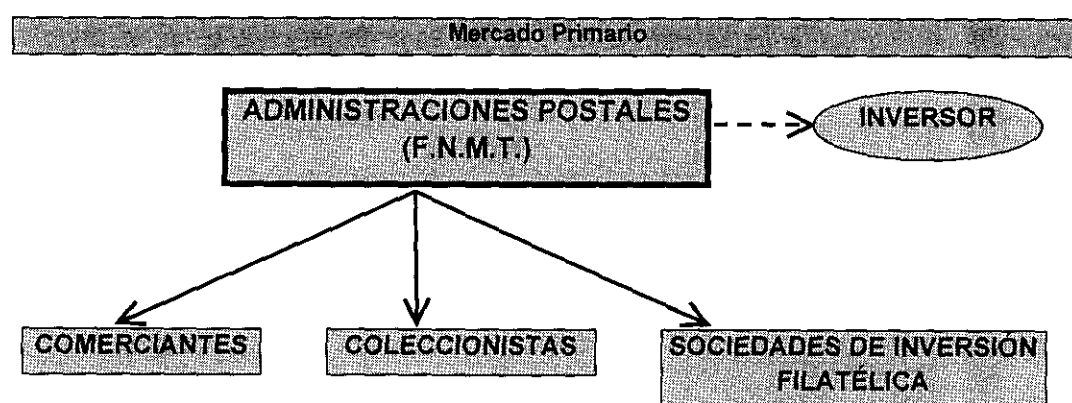 Mercado Primario
ADMINISTRACIONES POSTALES
(F.N.M.T.)
INVERSOR
COMERCIANTES
COLECCIONISTAS
SOCIEDADES DE INVERSIÓN
FILATÉLICA